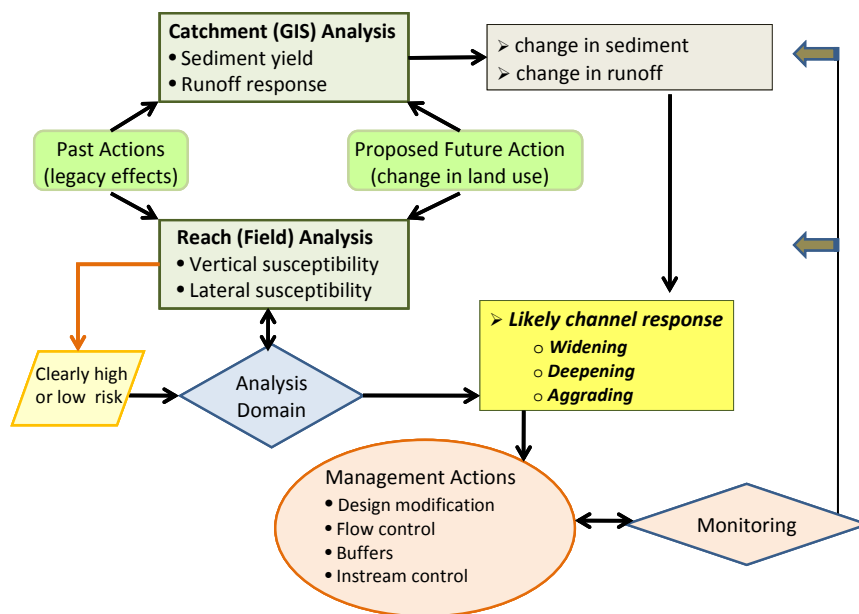 Catchment (GIS) Analysis
• Sediment yield
• Runoff response
➢ change in sediment
➢ change in runoff
Past Actions
(legacy effects)
Proposed Future Action
(change in land use)
Reach (Field) Analysis
• Vertical susceptibility
• Lateral susceptibility
Clearly high
or low risk
Analysis
Domain
➢ Likely channel response
o Widening
o Deepening
o Aggrading
Management Actions
• Design modification
• Flow control
• Buffers
• Instream control
Monitoring